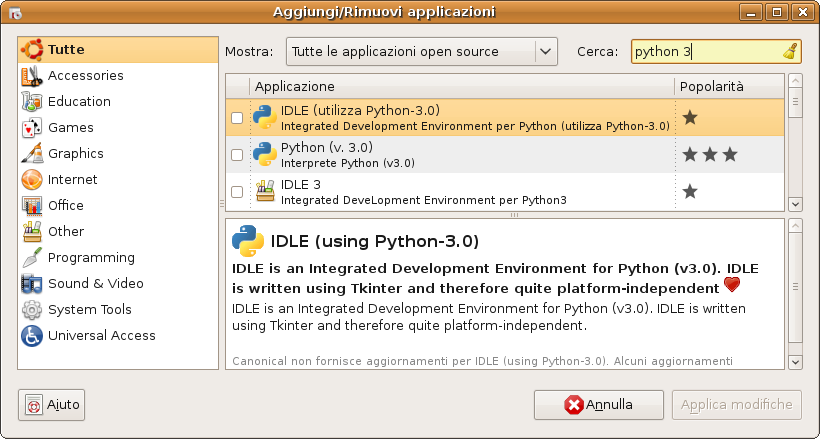 Aggiungi/Rimuovi applicazioni
Tutte
Accessories
Education
Games
Graphics
Internet
Office
Other
Programming
Sound & Video
System Tools
Universal Access
Mostra: Tutte le applicazioni open source Cerca: python 3
Applicazione Popolarità
IDLE (utilizza Python-3.0)
Integrated Development Environment per Python (utilizza Python-3.0)
Python (v. 3.0)
Interprete Python (v3.0)
IDLE 3
Integrated DeveLopment Environment per Python3
IDLE (using Python-3.0)
IDLE is an Integrated Development Environment for Python (v3.0). IDLE
is written using Tkinter and therefore quite platform-independent
IDLE is an Integrated Development Environment for Python (v3.0). IDLE is written
using Tkinter and therefore quite platform-independent.
Canonical non fornisce aggiornamenti per IDLE (using Python-3.0). Alcuni aggiornamenti
Aiuto
Annulla
Applica modifiche